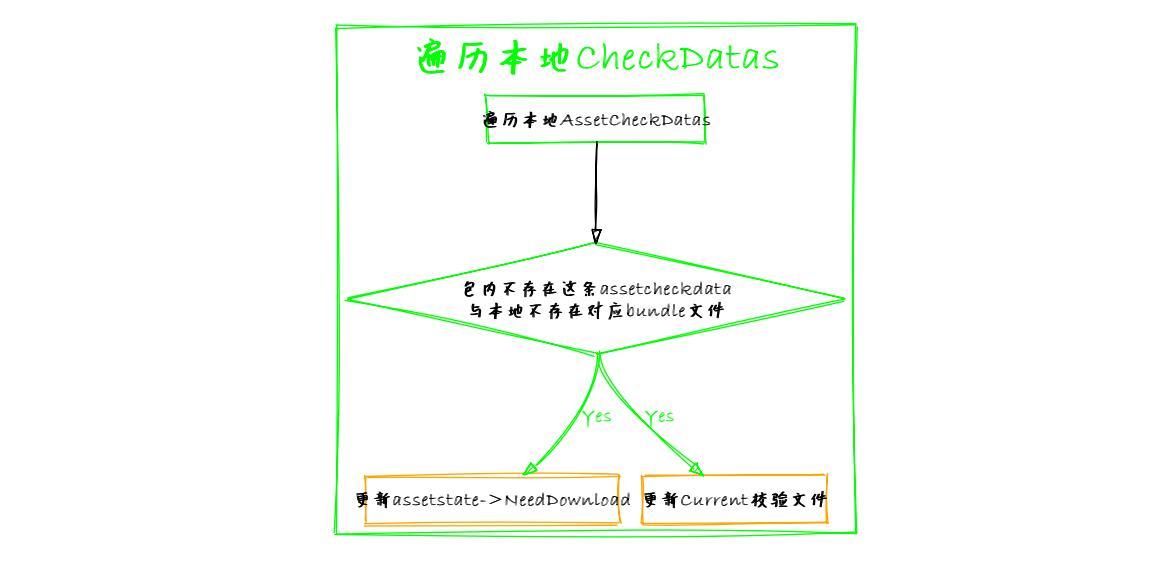 遍历本地CheckDatas
遍历本地AssetCheckDatas
包内不存在这条assetcheckdata
与本地不存在对应bundle文件
Yes
Yes
更新assetstate->NeedDownload
更新Current校验文件